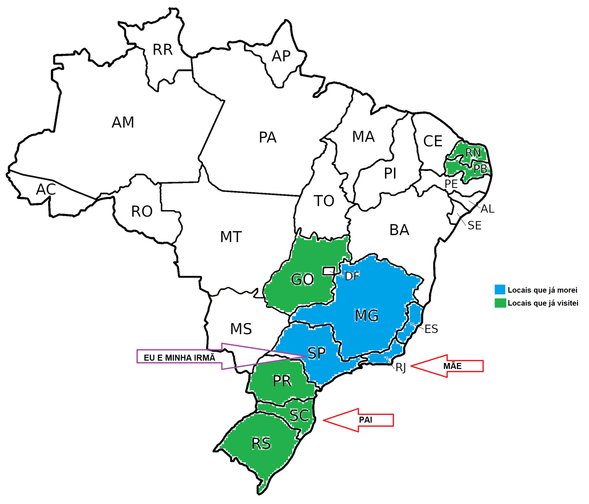 RR
AP
AM
PA
MA
CE
RN
PB
PI
PE
AC
TO
AL
RO
SE
BA
MT
GO
DF
Locais que já morei
Locais que já visitei
MG
MS
ES
SP
EU E MINHA IRMÃ
RJ
MÃE
PR
SC
PAI
RS